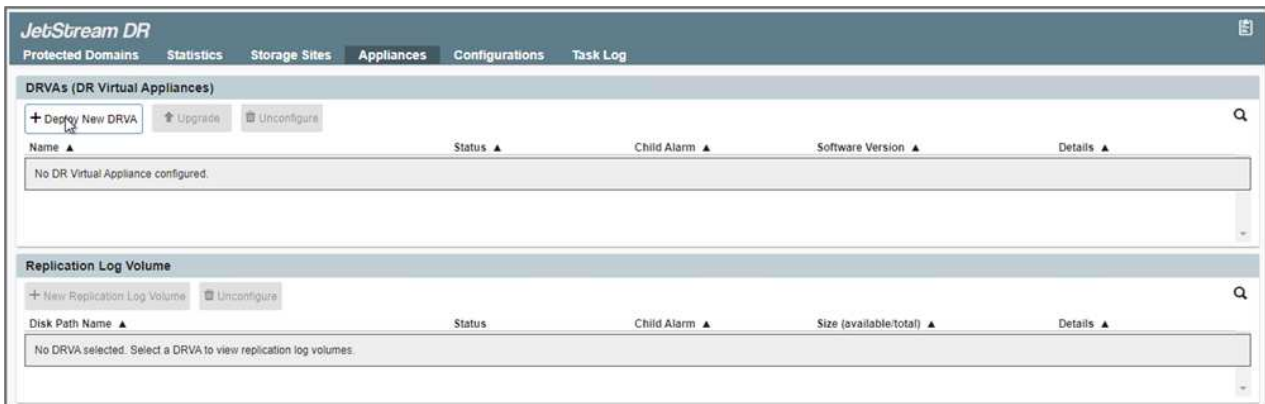 JetStream DR
Protected Domains Statistics Storage Sites Appliances Configurations Task Log
DRVAs (DR Virtual Appliances)
+ Deploy New DRVA Upgrade Unconfigure
Name ▲ Status ▲ Child Alarm ▲ Software Version ▲ Details ▲
No DR Virtual Appliance configured.
Replication Log Volume
+ New Replication Log Volume Unconfigure
Disk Path Name ▲ Status Child Alarm ▲ Size (available/total) ▲ Details ▲
No DRVA selected. Select a DRVA to view replication log volumes.